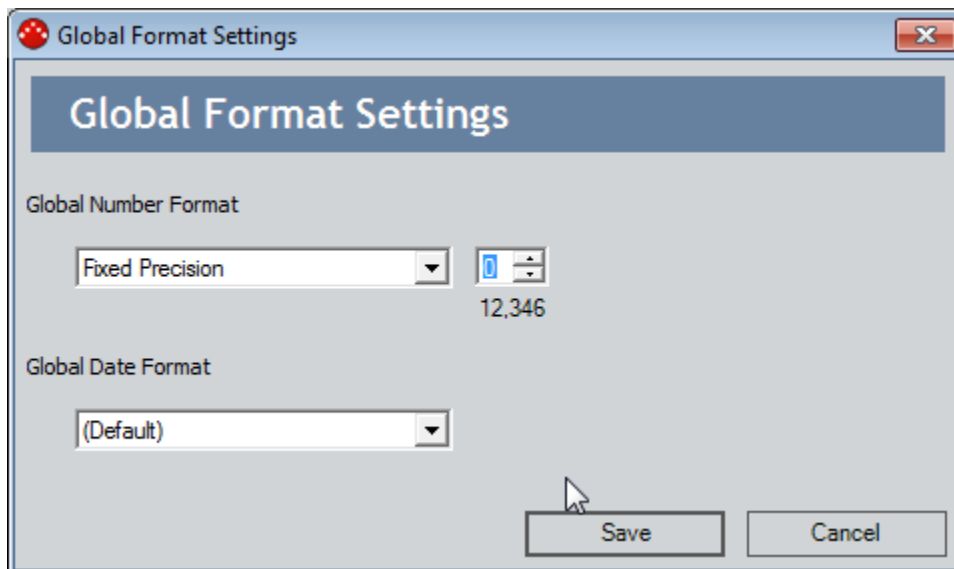 Global Format Settings
Global Format Settings
Global Number Format
Fixed Precision
0
12,346
Global Date Format
(Default)
Save
Cancel